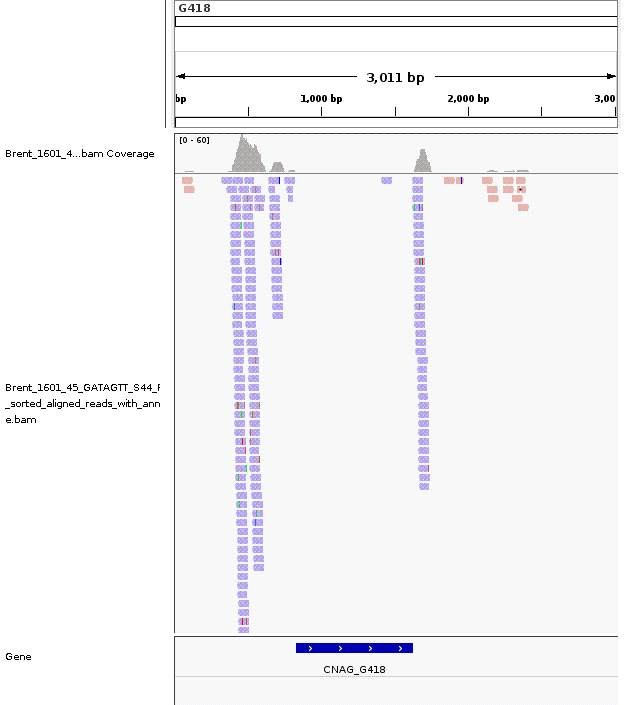 G418
3,011 bp
bp
1,000 bp
2,000 bp
3,00
[0 - 60]
Brent_1601_4...bam Coverage
Brent_1601_45_GATAGTT_S44_F
_sorted_aligned_reads_with_ann
e.bam
Gene
CNAG_G418